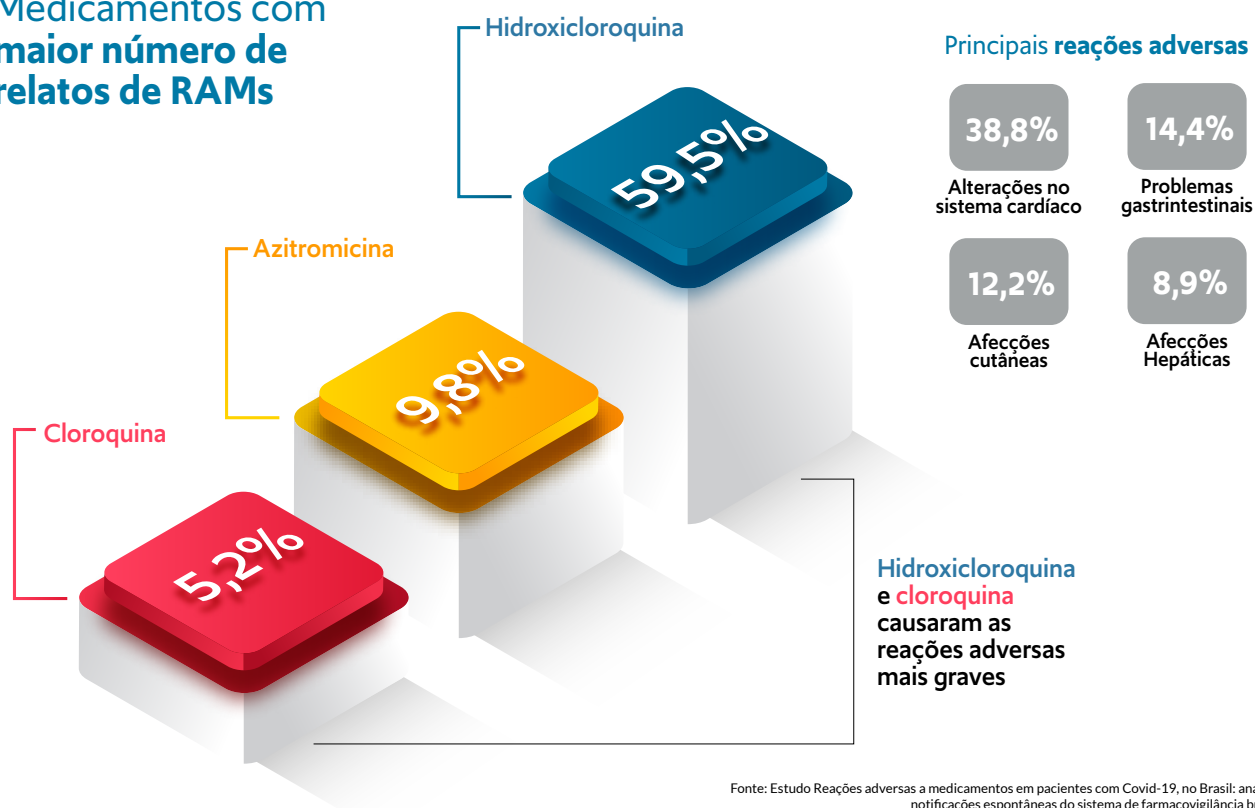 Medicamentos com
maior número de
relatos de RAMs
Hidroxicloroquina
59,5%
Azitromicina
9,8%
Cloroquina
5,2%
Principais reações adversas
38,8%
Alterações no
sistema cardíaco
14,4%
Problemas
gastrintestinais
12,2%
Afecções
cutâneas
8,9%
Afecções
Hepáticas
Hidroxicloroquina
e cloroquina
causaram as
reações adversas
mais graves
Fonte: Estudo Reações adversas a medicamentos em pacientes com Covid-19, no Brasil:
notificações espontâneas do sistema de farmacovigilância